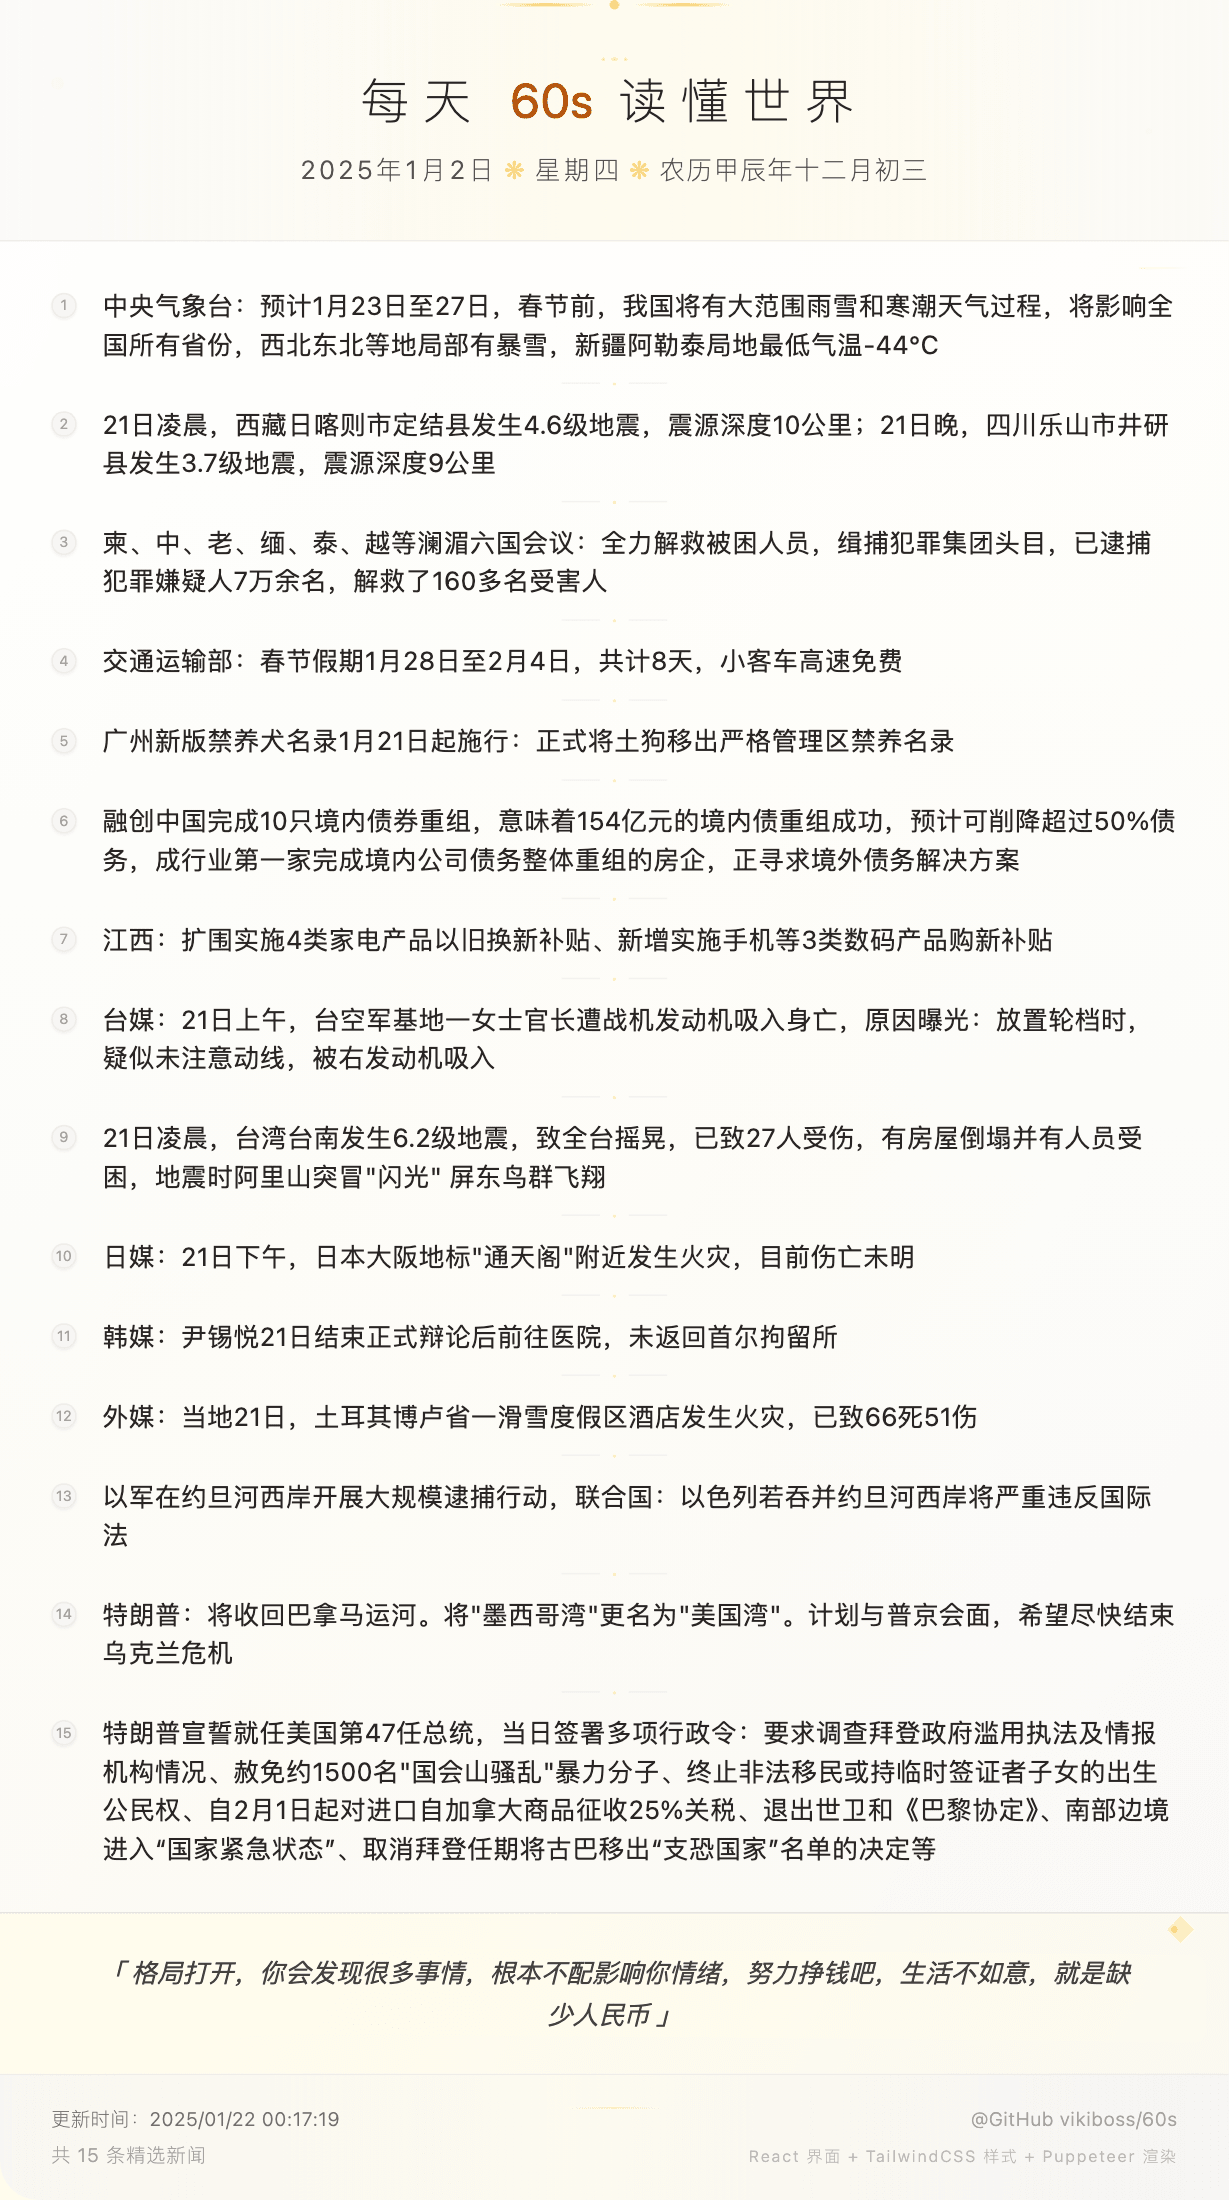 每天 60s 读懂世界
2025年1月2日 ❋ 星期四 ❋ 农历甲辰年十二月初三
1 中央气象台：预计1月23日至27日，春节前，我国将有大范围雨雪和寒潮天气过程，将影响全
国所有省份，西北东北等地局部有暴雪，新疆阿勒泰局地最低气温-44℃
2 21日凌晨，西藏日喀则市定结县发生4.6级地震，震源深度10公里；21日晚，四川乐山市井研
县发生3.7级地震，震源深度9公里
3 柬、中、老、缅、泰、越等澜湄六国会议：全力解救被困人员，缉捕犯罪集团头目，已逮捕
犯罪嫌疑人7万余名，解救了160多名受害人
4 交通运输部：春节假期1月28日至2月4日，共计8天，小客车高速免费
5 广州新版禁养犬名录1月21日起施行：正式将土狗移出严格管理区禁养名录
6 融创中国完成10只境内债券重组，意味着154亿元的境内债重组成功，预计可削降超过50%债
务，成行业第一家完成境内公司债务整体重组的房企，正寻求境外债务解决方案
7 江西：扩围实施4类家电产品以旧换新补贴、新增实施手机等3类数码产品购新补贴
8 台媒：21日上午，台空军基地一女士官长遭战机发动机吸入身亡，原因曝光：放置轮档时，
疑似未注意动线，被右发动机吸入
9 21日凌晨，台湾台南发生6.2级地震，致全台摇晃，已致27人受伤，有房屋倒塌并有人员受
困，地震时阿里山突冒"闪光" 屏东鸟群飞翔
10 日媒：21日下午，日本大阪地标"通天阁"附近发生火灾，目前伤亡未明
11 韩媒：尹锡悦21日结束正式辩论后前往医院，未返回首尔拘留所
12 外媒：当地21日，土耳其博卢省一滑雪度假区酒店发生火灾，已致66死51伤
13 以军在约旦河西岸开展大规模逮捕行动，联合国：以色列若吞并约旦河西岸将严重违反国际
法
14 特朗普：将收回巴拿马运河。将"墨西哥湾"更名为"美国湾"。计划与普京会面，希望尽快结束
乌克兰危机
15 特朗普宣誓就任美国第47任总统，当日签署多项行政令：要求调查拜登政府滥用执法及情报
机构情况、赦免约1500名"国会山骚乱"暴力分子、终止非法移民或持临时签证者子女的出生
公民权、自2月1日起对进口自加拿大商品征收25%关税、退出世卫和《巴黎协定》、南部边境
进入“国家紧急状态”、取消拜登任期将古巴移出“支恐国家”名单的决定等
「 格局打开，你会发现很多事情，根本不配影响你情绪，努力挣钱吧，生活不如意，就是缺
少人民币 」
更新时间：2025/01/22 00:17:19
@GitHub vikiboss/60s
共 15 条精选新闻
React 界面 + TailwindCSS 样式 + Puppeteer 渲染